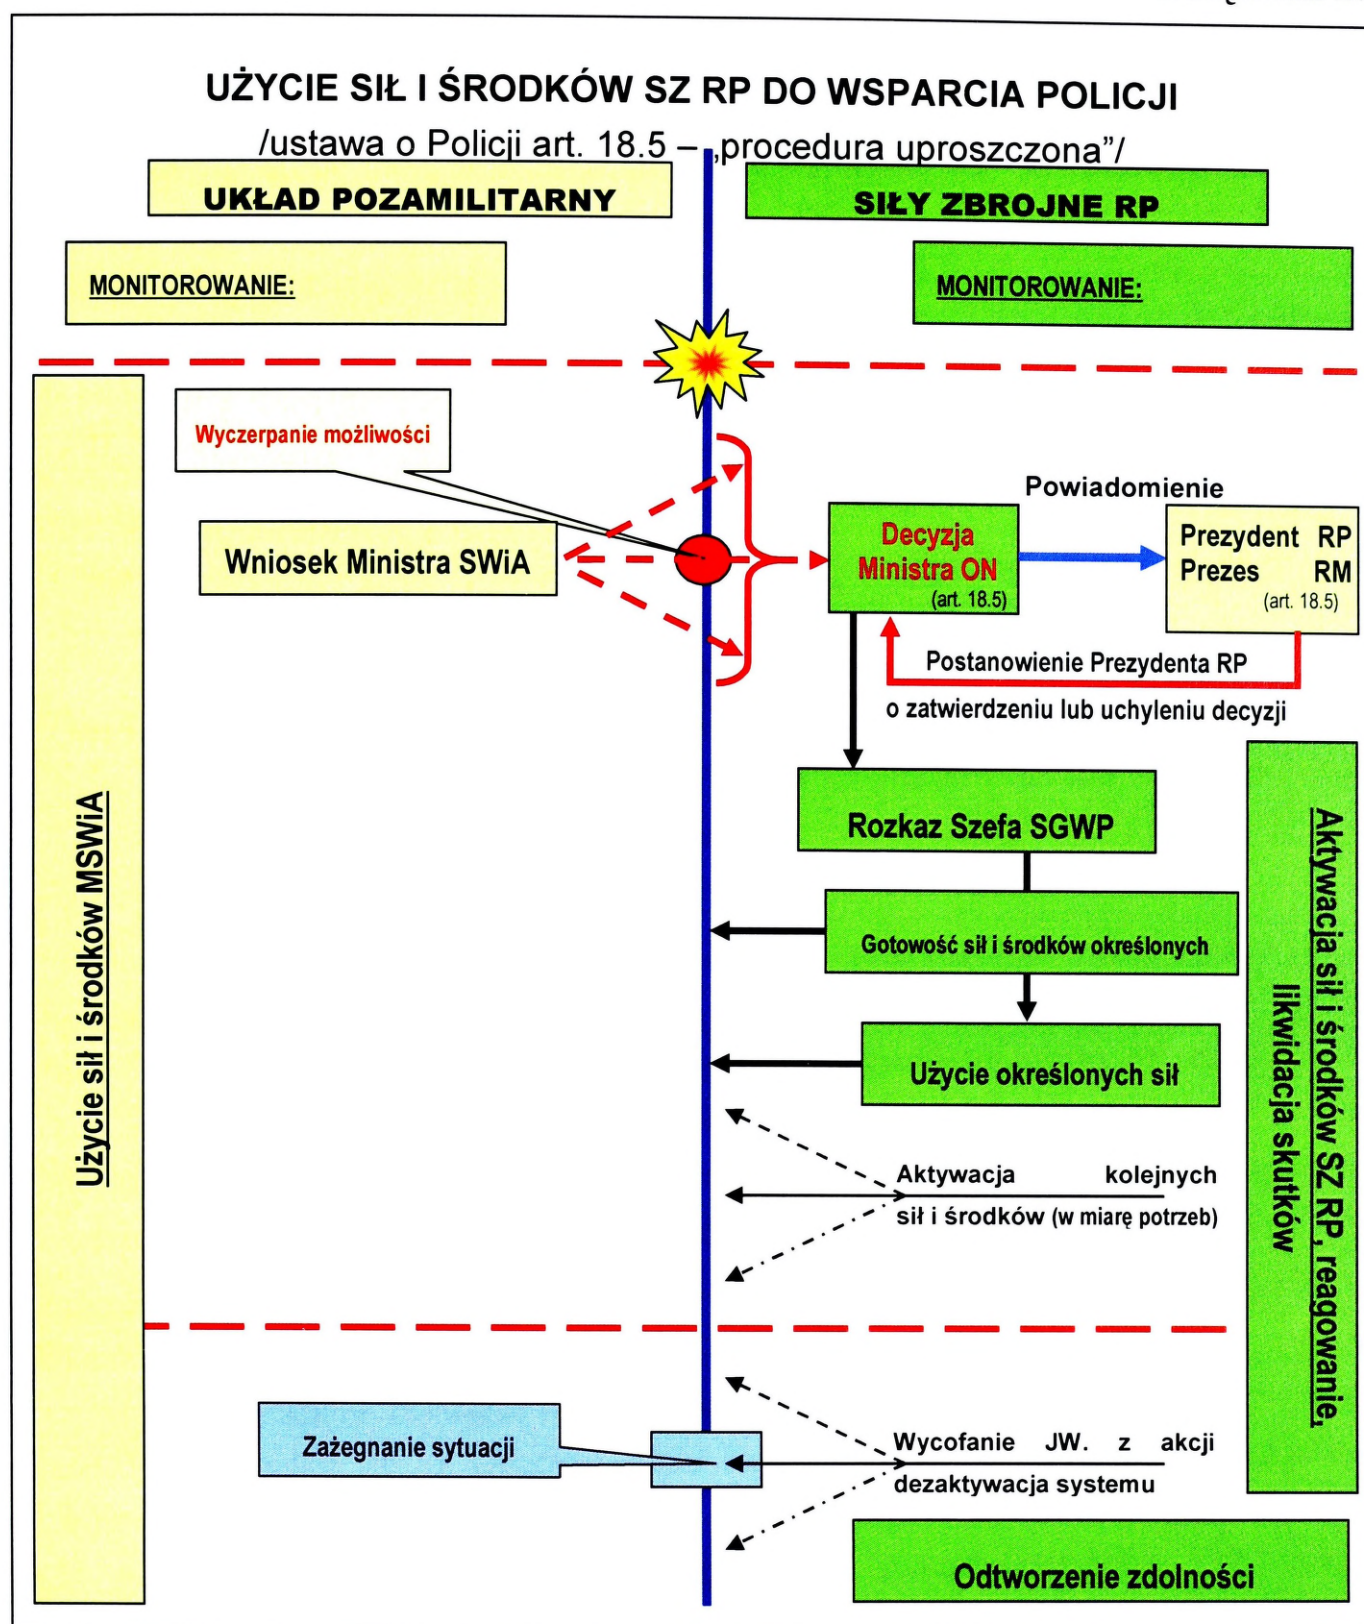 UŻYCIE SIŁ I ŚRODKÓW SZ RP DO WSPARCIA POLICJI
/ustawa o Policji art. 18.5 – „procedura uproszczona”/
UKŁAD POZAMILITARNY
SIŁY ZBROJNE RP
MONITOROWANIE:
MONITOROWANIE:
Wyczerpanie możliwości
Wniosek Ministra SWiA
Decyzja
Ministra ON
(art. 18.5)
Powiadomienie
Prezydent RP
Prezes RM
(art. 18.5)
Postanowienie Prezydenta RP
o zatwierdzeniu lub uchyleniu decyzji
Użycie sił i środków MSWiA
Rozkaz Szefa SGWP
Gotowość sił i środków określonych
Użycie określonych sił
Aktywacja kolejnych
sił i środków (w miarę potrzeb)
Aktywacja sił i środków SZ RP, reagowanie,
likwidacja skutków
Zażegnanie sytuacji
Wycofanie JW. z akcji
dezaktywacja systemu
Odtworzenie zdolności